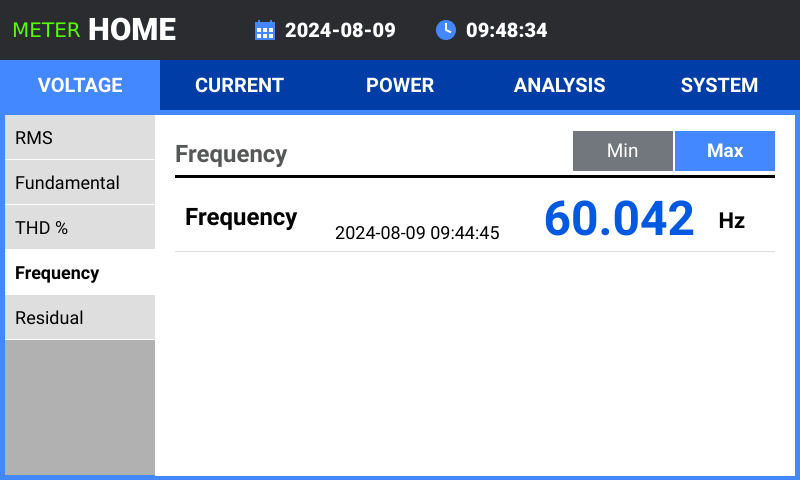 METER HOME 2024-08-09 09:48:34
VOLTAGE CURRENT POWER ANALYSIS SYSTEM
RMS
Fundamental
THD %
Frequency
Residual
Frequency Min Max
Frequency 2024-08-09 09:44:45 60.042 Hz